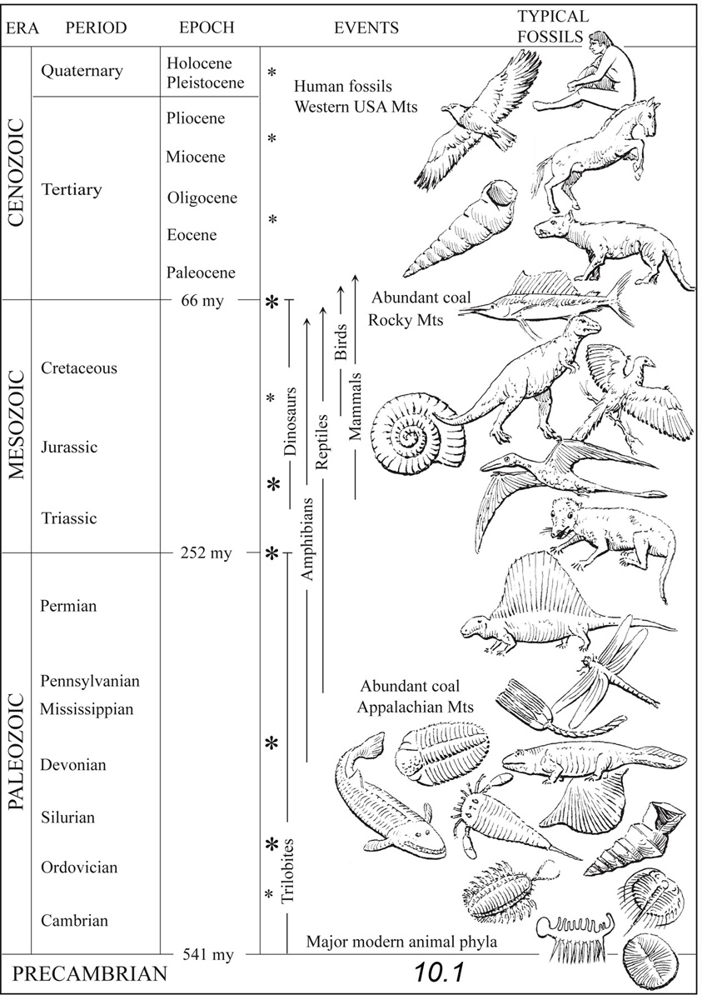 ERA PERIOD EPOCH EVENTS TYPICAL
FOSSILS
CENOZOIC
Quaternary
Holocene
Pleistocene
*
Human fossils
Western USA Mts
Tertiary
Pliocene
*
Miocene
Oligocene
*
Eocene
Paleocene
66 my
*
Abundant coal
Rocky Mts
MESOZOIC
Cretaceous
*
Jurassic
*
Triassic
Dinosaurs
Amphibians
Reptiles
Birds
Mammals
252 my
*
PALEOZOIC
Permian
Pennsylvanian
Mississippian
Abundant coal
Appalachian Mts
*
Devonian
Silurian
*
Ordovician
*
Cambrian
Trilobites
Major modern animal phyla
541 my
PRECAMBRIAN
10.1